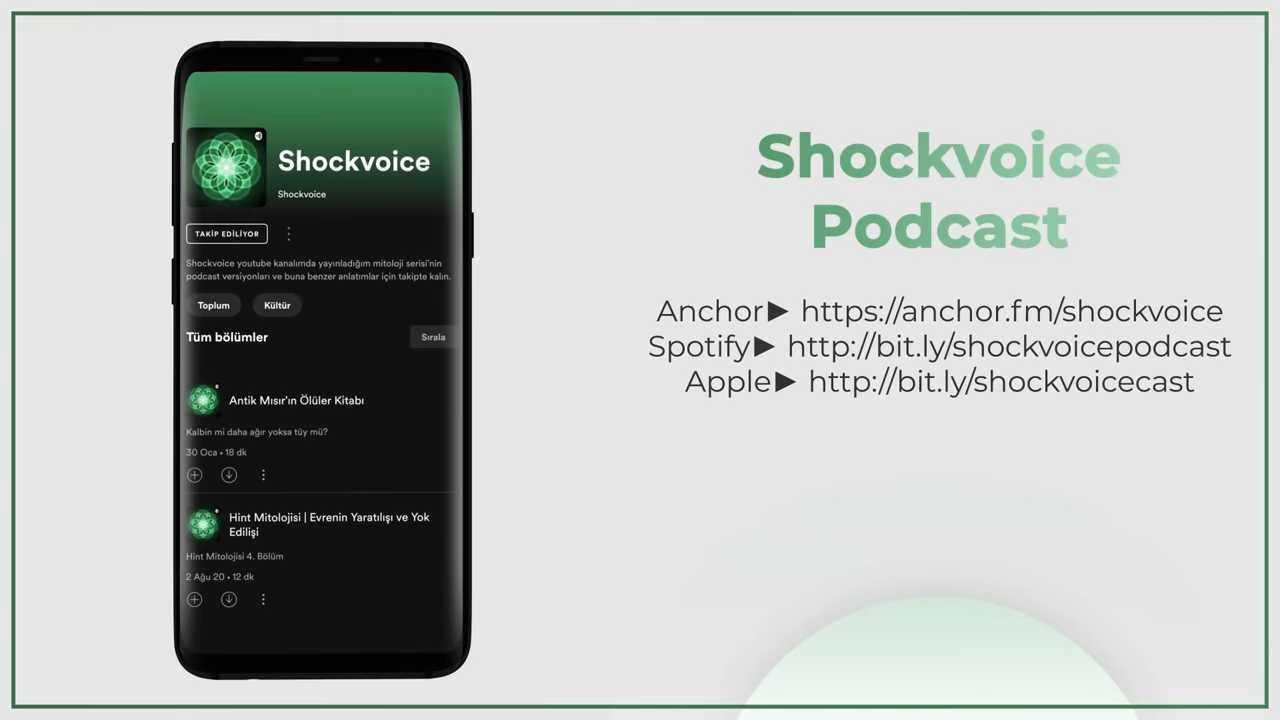 Shockvoice
Shockvoice
TAKİP EDİLİYOR
Shockvoice youtube kanalımda yayınladığım mitoloji serisi'nin
podcast versiyonları ve buna benzer anlatımlar için takipte kalın.
Toplum
Kültür
Tüm bölümler
Sırala
Antik Mısır'ın Ölüler Kitabı
Kalbin mi daha ağır yoksa tüy mü?
30 Oca • 18 dk
Hint Mitolojisi | Evrenin Yaratılışı ve Yok
Edilişi
Hint Mitolojisi 4. Bölüm
2 Ağu 20 • 12 dk
Shockvoice
Podcast
Anchor► https://anchor.fm/shockvoice
Spotify► http://bit.ly/shockvoicepodcast
Apple► http://bit.ly/shockvoicecast